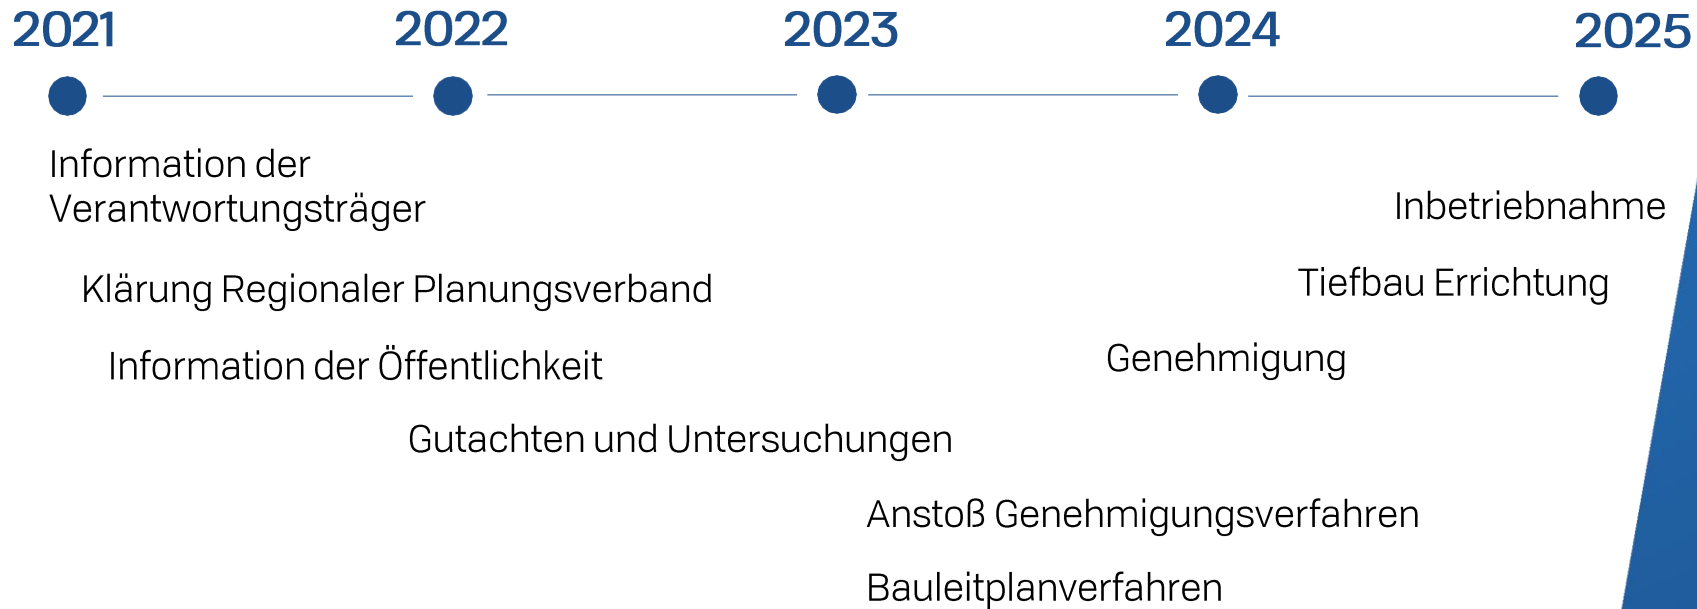 2021 2022 2023 2024 2025
Information der
Verantwortungsträger
Inbetriebnahme
Klärung Regionaler Planungsverband
Tiefbau Errichtung
Information der Öffentlichkeit
Genehmigung
Gutachten und Untersuchungen
Anstoß Genehmigungsverfahren
Bauleitplanverfahren